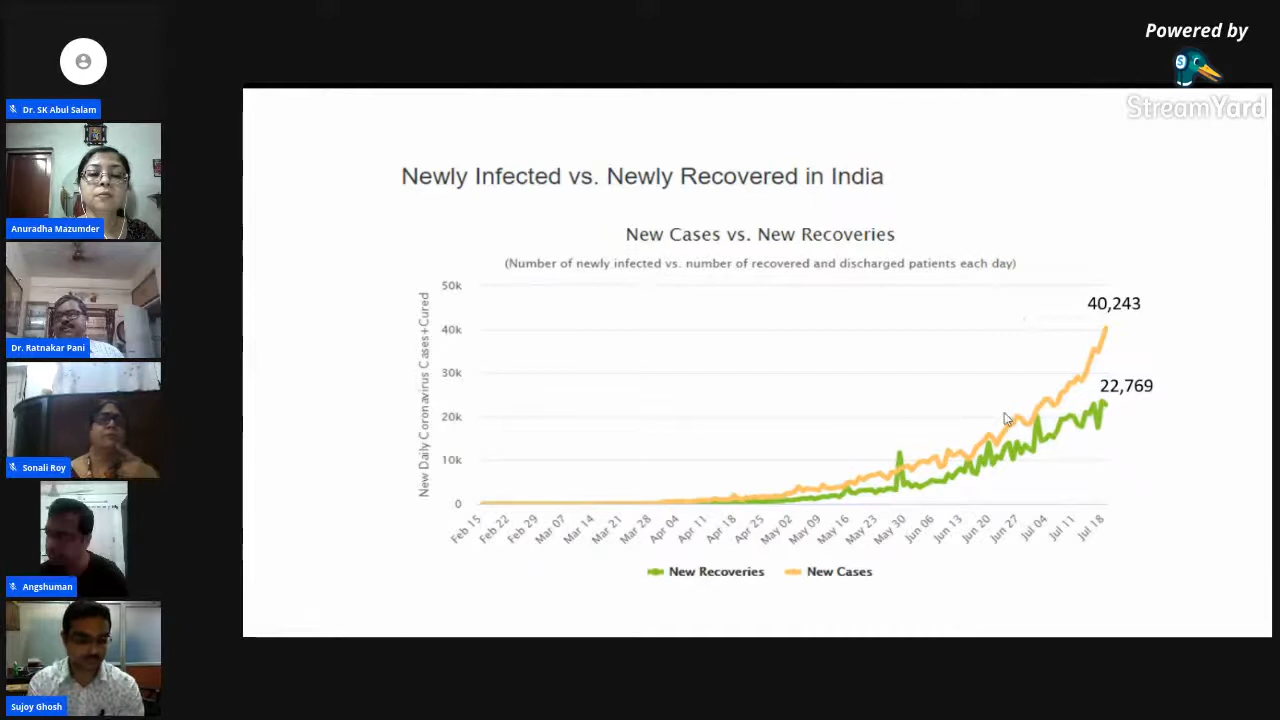 Powered by
StreamYard
Dr. SK Abul Salam
Anuradha Mazumder
Dr. Ratnakar Pani
Sonali Roy
Angshuman
Sujoy Ghosh
Newly Infected vs. Newly Recovered in India
New Cases vs. New Recoveries
(Number of newly infected vs. number of recovered and discharged patients each day)
New Daily Coronavirus Cases+Cured
50k
40k
30k
20k
10k
0
40,243
22,769
Feb 15
Feb 22
Feb 29
Mar 07
Mar 14
Mar 21
Mar 28
Apr 04
Apr 11
Apr 18
Apr 25
May 02
May 09
May 16
May 23
May 30
Jun 06
Jun 13
Jun 20
Jun 27
Jul 04
Jul 11
Jul 18
New Recoveries
New Cases